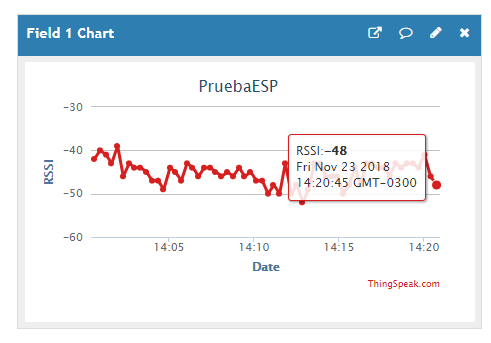 Field 1 Chart
PruebaESP
RSSI
−30
−40
−50
−60
RSSI:−48
Fri Nov 23 2018
14:20:45 GMT−0300
14:05
14:10
14:15
14:20
Date
ThingSpeak.com